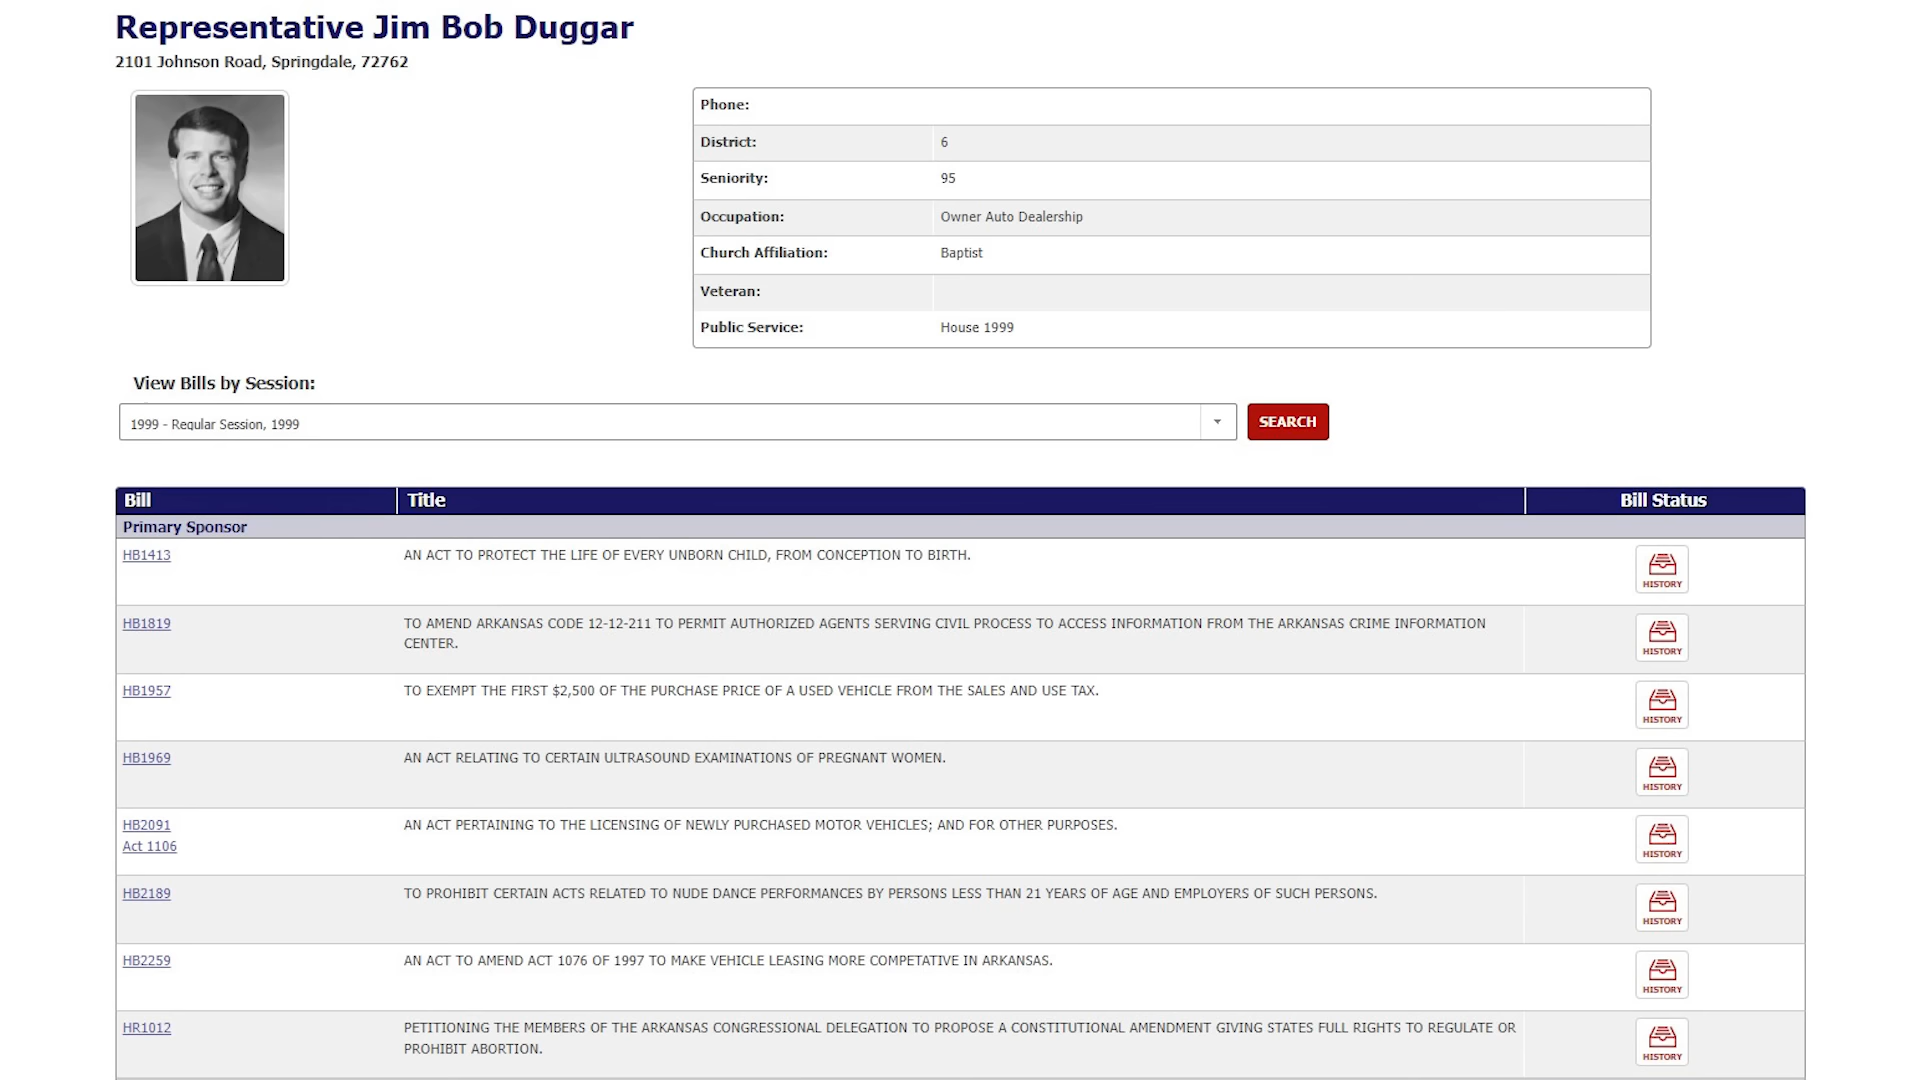 Representative Jim Bob Duggar
2101 Johnson Road, Springdale, 72762
Phone:
District: 6
Seniority: 95
Occupation: Owner Auto Dealership
Church Affiliation: Baptist
Veteran:
Public Service: House 1999
View Bills by Session:
1999 - Regular Session, 1999
SEARCH
Bill Title Bill Status
Primary Sponsor
HB1413 AN ACT TO PROTECT THE LIFE OF EVERY UNBORN CHILD, FROM CONCEPTION TO BIRTH.
HISTORY
HB1819 TO AMEND ARKANSAS CODE 12-12-211 TO PERMIT AUTHORIZED AGENTS SERVING CIVIL PROCESS TO ACCESS INFORMATION FROM THE ARKANSAS CRIME INFORMATION
CENTER.
HISTORY
HB1957 TO EXEMPT THE FIRST $2,500 OF THE PURCHASE PRICE OF A USED VEHICLE FROM THE SALES AND USE TAX.
HISTORY
HB1969 AN ACT RELATING TO CERTAIN ULTRASOUND EXAMINATIONS OF PREGNANT WOMEN.
HISTORY
HB2091 AN ACT PERTAINING TO THE LICENSING OF NEWLY PURCHASED MOTOR VEHICLES; AND FOR OTHER PURPOSES.
Act 1106
HISTORY
HB2189 TO PROHIBIT CERTAIN ACTS RELATED TO NUDE DANCE PERFORMANCES BY PERSONS LESS THAN 21 YEARS OF AGE AND EMPLOYERS OF SUCH PERSONS.
HISTORY
HB2259 AN ACT TO AMEND ACT 1076 OF 1997 TO MAKE VEHICLE LEASING MORE COMPETATIVE IN ARKANSAS.
HISTORY
HR1012 PETITIONING THE MEMBERS OF THE ARKANSAS CONGRESSIONAL DELEGATION TO PROPOSE A CONSTITUTIONAL AMENDMENT GIVING STATES FULL RIGHTS TO REGULATE OR
PROHIBIT ABORTION.
HISTORY